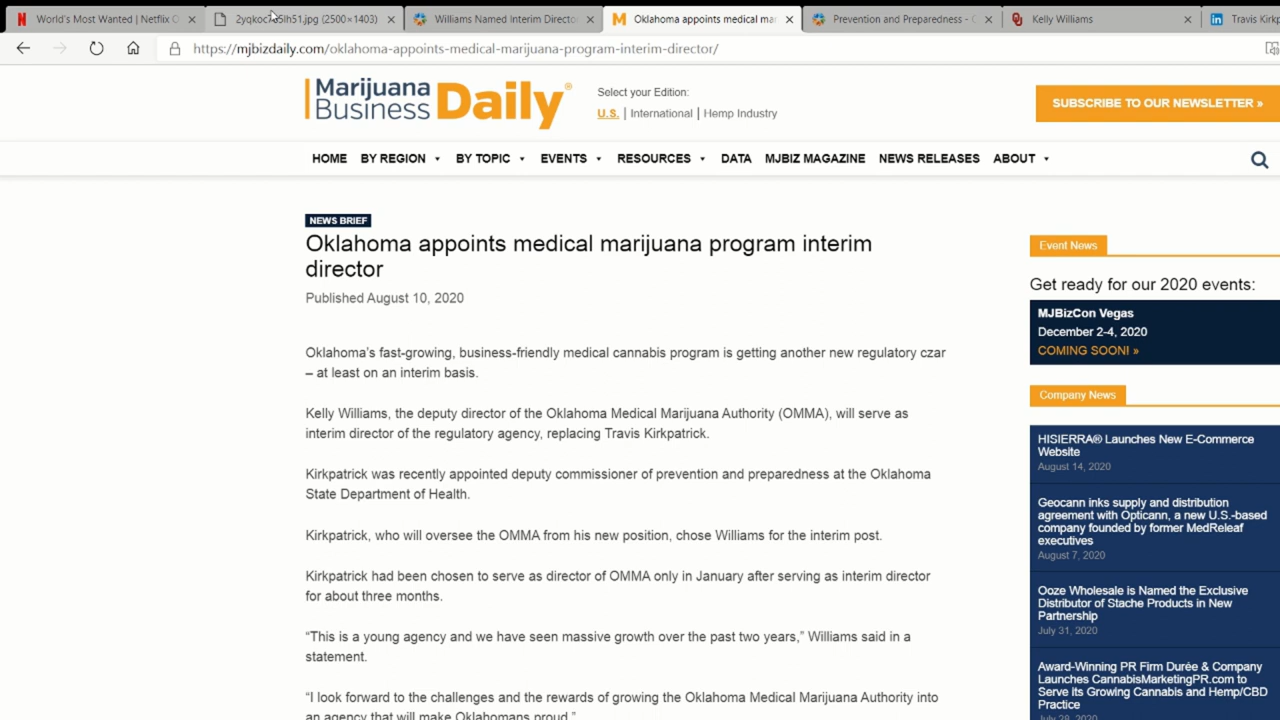 World's Most Wanted | Netflix O
2yqkoc 5lh51.jpg (2500×1403)
Williams Named Interim Directo
Oklahoma appoints medical mar
Prevention and Preparedness -
Kelly Williams
Travis Kirkp
https://mjbizdaily.com/oklahoma-appoints-medical-marijuana-program-interim-director/
Marijuana
Business
Daily
Select your Edition:
U.S. | International | Hemp Industry
SUBSCRIBE TO OUR NEWSLETTER »
HOME BY REGION BY TOPIC EVENTS RESOURCES DATA MJBIZ MAGAZINE NEWS RELEASES ABOUT
NEWS BRIEF
Oklahoma appoints medical marijuana program interim
director
Published August 10, 2020
Oklahoma's fast-growing, business-friendly medical cannabis program is getting another new regulatory czar
– at least on an interim basis.
Kelly Williams, the deputy director of the Oklahoma Medical Marijuana Authority (OMMA), will serve as
interim director of the regulatory agency, replacing Travis Kirkpatrick.
Kirkpatrick was recently appointed deputy commissioner of prevention and preparedness at the Oklahoma
State Department of Health.
Kirkpatrick, who will oversee the OMMA from his new position, chose Williams for the interim post.
Kirkpatrick had been chosen to serve as director of OMMA only in January after serving as interim director
for about three months.
“This is a young agency and we have seen massive growth over the past two years,” Williams said in a
statement.
“I look forward to the challenges and the rewards of growing the Oklahoma Medical Marijuana Authority into
an agency that will make Oklahomans proud.”
Event News
Get ready for our 2020 events:
MJBizCon Vegas
December 2-4, 2020
COMING SOON! »
Company News
HISIERRA® Launches New E-Commerce
Website
August 14, 2020
Geocann inks supply and distribution
agreement with Opticann, a new U.S.-based
company founded by former MedReleaf
executives
August 7, 2020
Ooze Wholesale is Named the Exclusive
Distributor of Stache Products in New
Partnership
July 31, 2020
Award-Winning PR Firm Durée & Company
Launches CannabisMarketingPR.com to
Serve its Growing Cannabis and Hemp/CBD
Practice
July 28, 2020